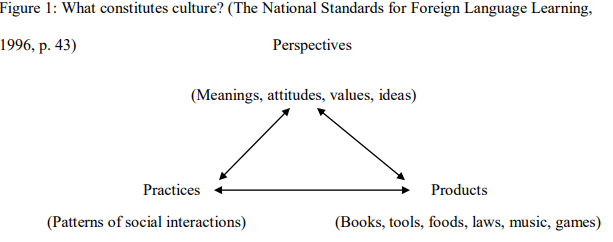 Figure 1: What constitutes culture? (The National Standards for Foreign Language Learning,
1996, p. 43) Perspectives
(Meanings, attitudes, values, ideas)
Practices Products
(Patterns of social interactions) (Books, tools, foods, laws, music, games)